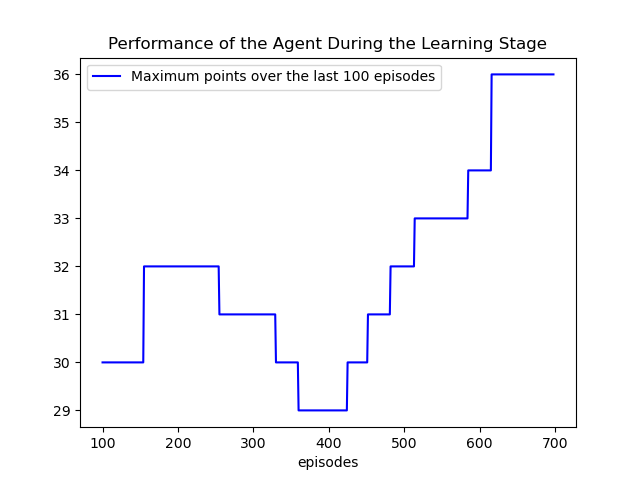 Performance of the Agent During the Learning Stage
Maximum points over the last 100 episodes
36
35
34
33
32
31
30
29
100 200 300 400 500 600 700
episodes